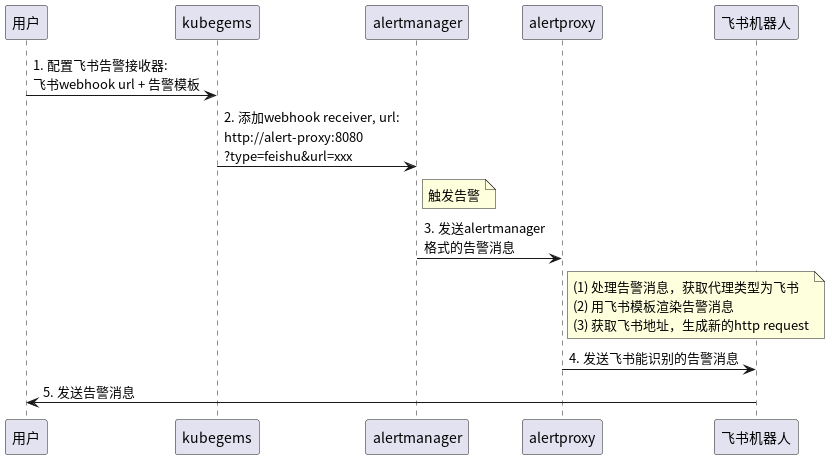 用户
kubegems
alertmanager
alertproxy
飞书机器人
1. 配置飞书告警接收器:
飞书webhook url + 告警模板
2. 添加webhook receiver, url:
http://alert-proxy:8080
?type=feishu&url=xxx
触发告警
3. 发送alertmanager
格式的告警消息
(1) 处理告警消息，获取代理类型为飞书
(2) 用飞书模板渲染告警消息
(3) 获取飞书地址，生成新的http request
4. 发送飞书能识别的告警消息
5. 发送告警消息
用户
kubegems
alertmanager
alertproxy
飞书机器人